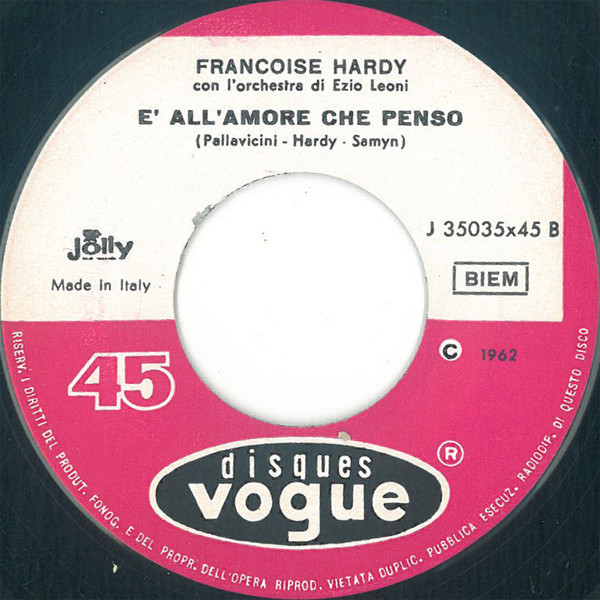 FRANCOISE HARDY
con l'orchestra di Ezio Leoni
E' ALL'AMORE CHE PENSO
(Pallavicini - Hardy - Samyn)
Jolly
Made in Italy
J 35035x45 B
BIEM
45
© 1962
disques
vogue
®
RISERV. I DIRITTI DEL PRODUT. FONOG. E DEL PROPR. DELL'OPERA RIPROD. VIETATA DUPLIC. PUBBLICA ESECUZ. RADIODIF. DI QUESTO DISCO